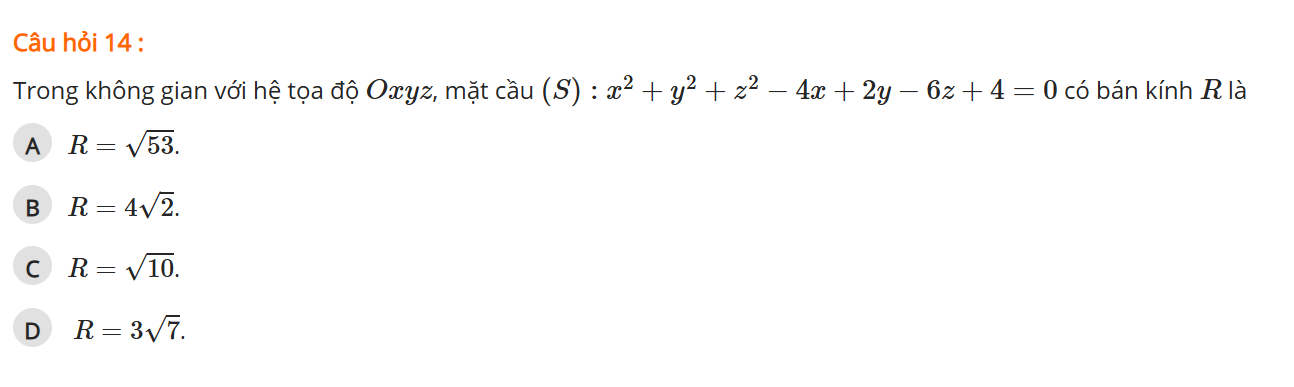 Câu hỏi 14 :
Trong không gian với hệ tọa độ Oxyz, mặt cầu (S) : x² + y² + z² − 4x + 2y − 6z + 4 = 0 có bán kính R là
A R = √53.
B R = 4√2.
C R = √10.
D R = 3√7.